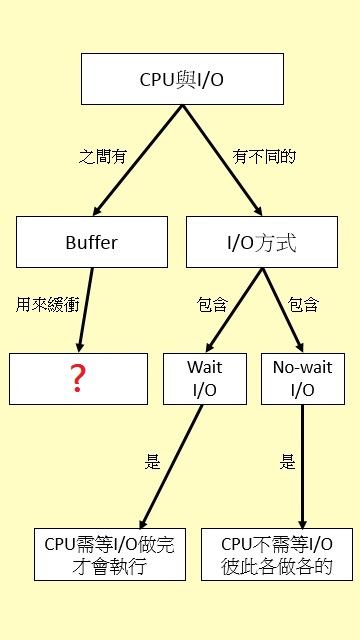 CPU與I/O
之間有
有不同的
Buffer
I/O方式
用來緩衝
包含
包含
?
Wait
I/O
No-wait
I/O
是
是
CPU需等I/O做完
才會執行
CPU不需等I/O
彼此各做各的